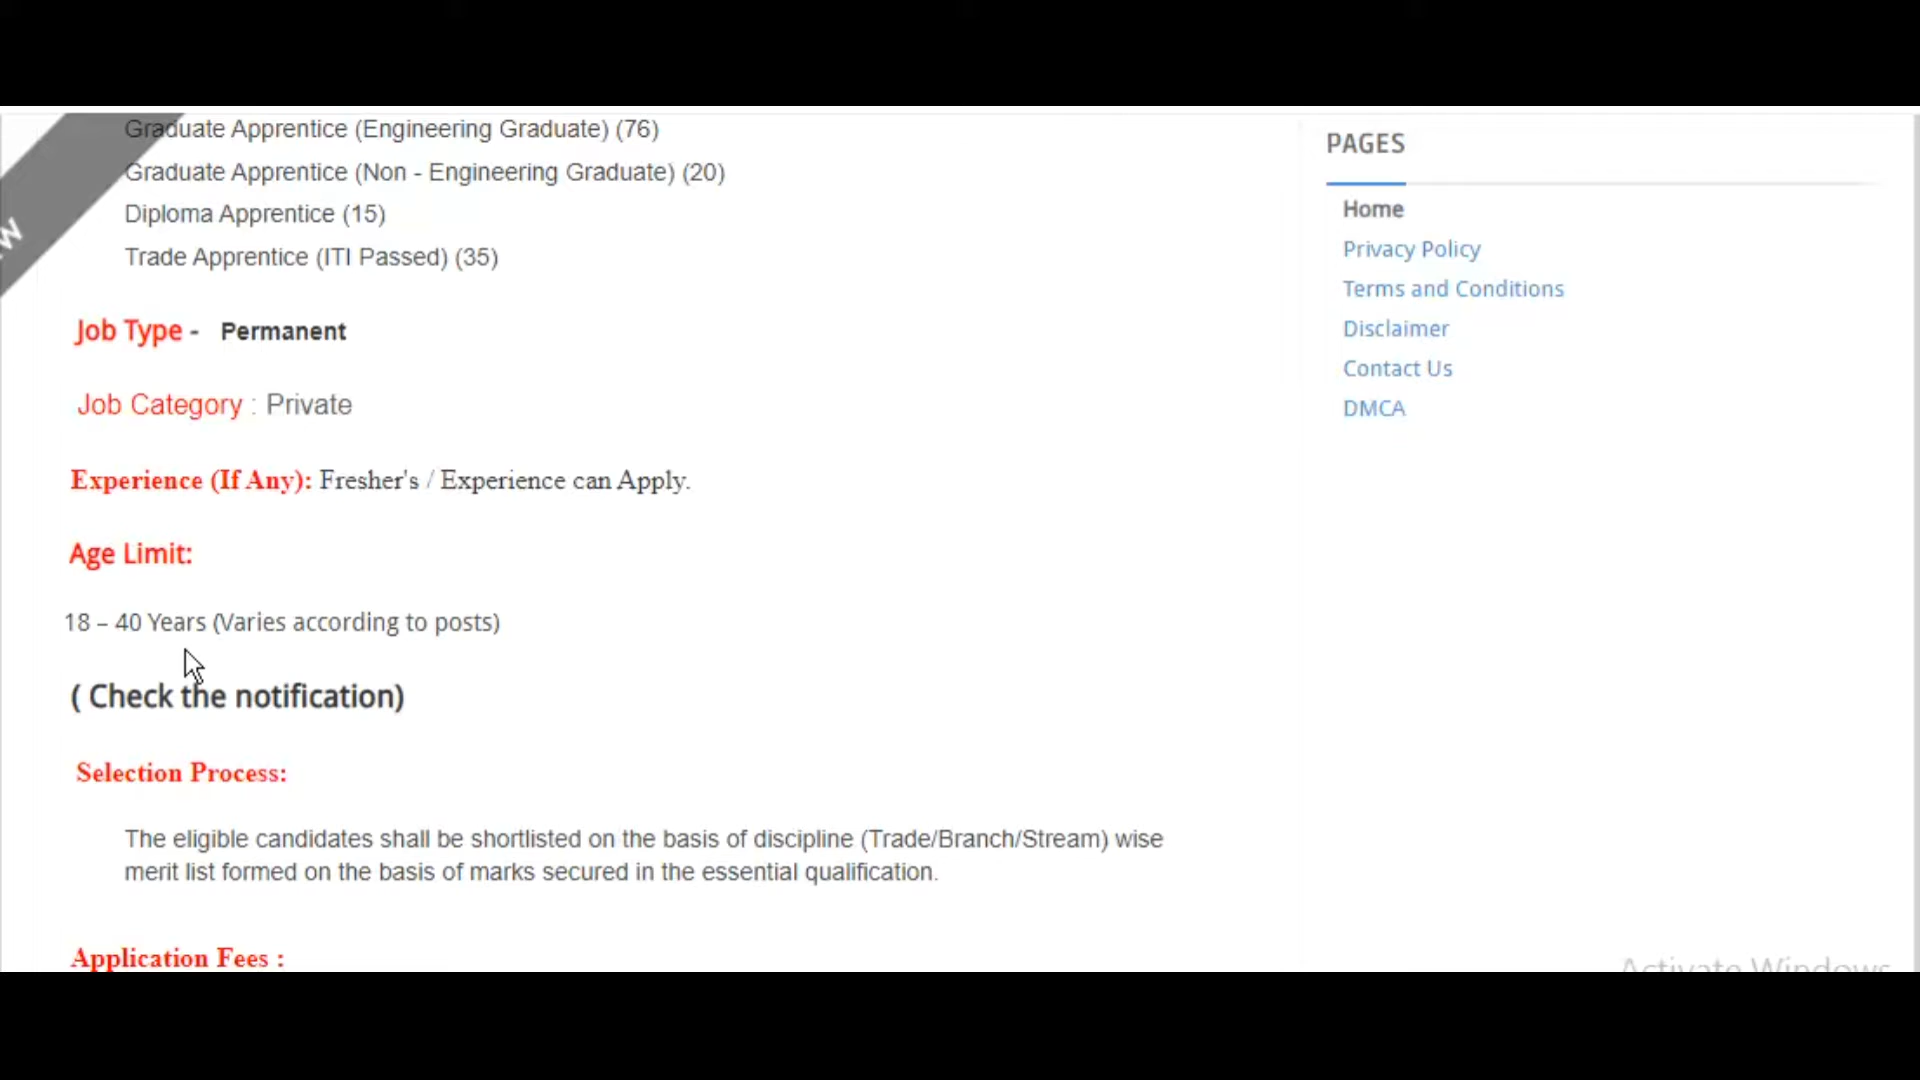 Graduate Apprentice (Engineering Graduate) (76)
Graduate Apprentice (Non - Engineering Graduate) (20)
Diploma Apprentice (15)
Trade Apprentice (ITI Passed) (35)
Job Type - Permanent
Job Category : Private
Experience (If Any): Fresher's / Experience can Apply.
Age Limit:
18 – 40 Years (Varies according to posts)
( Check the notification)
Selection Process:
The eligible candidates shall be shortlisted on the basis of discipline (Trade/Branch/Stream) wise
merit list formed on the basis of marks secured in the essential qualification.
Application Fees :
PAGES
Home
Privacy Policy
Terms and Conditions
Disclaimer
Contact Us
DMCA
Activate Windows